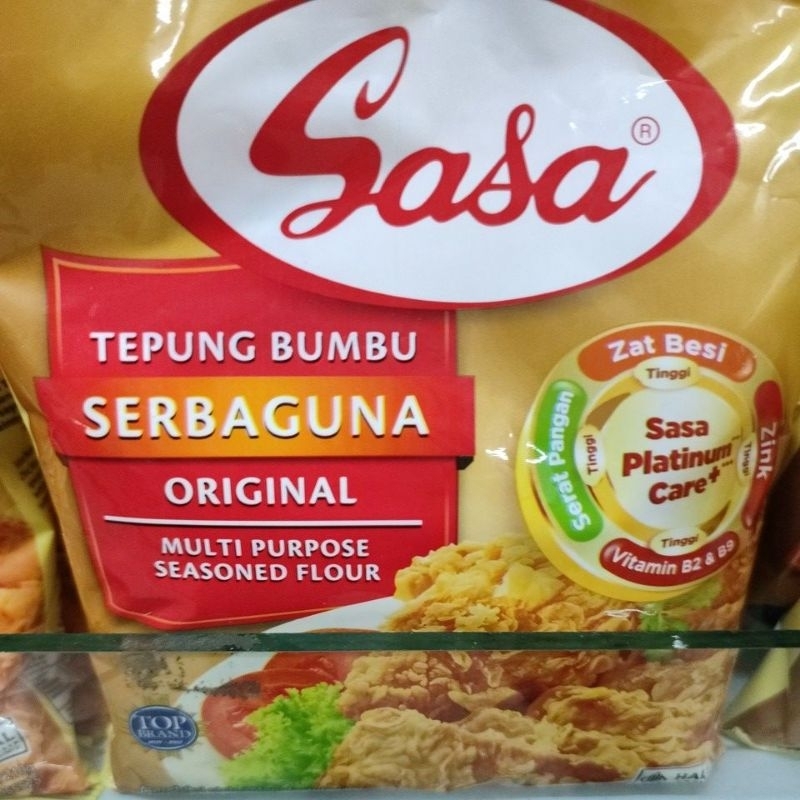 Sasa®
TEPUNG BUMBU
SERBAGUNA
ORIGINAL
MULTI PURPOSE
SEASONED FLOUR
Zat Besi
Tinggi
Serat Pangan
Tinggi
Sasa
Platinum
Care+
Zink
Tinggi
Tinggi
Vitamin B2 & B9
TOP
BRAND